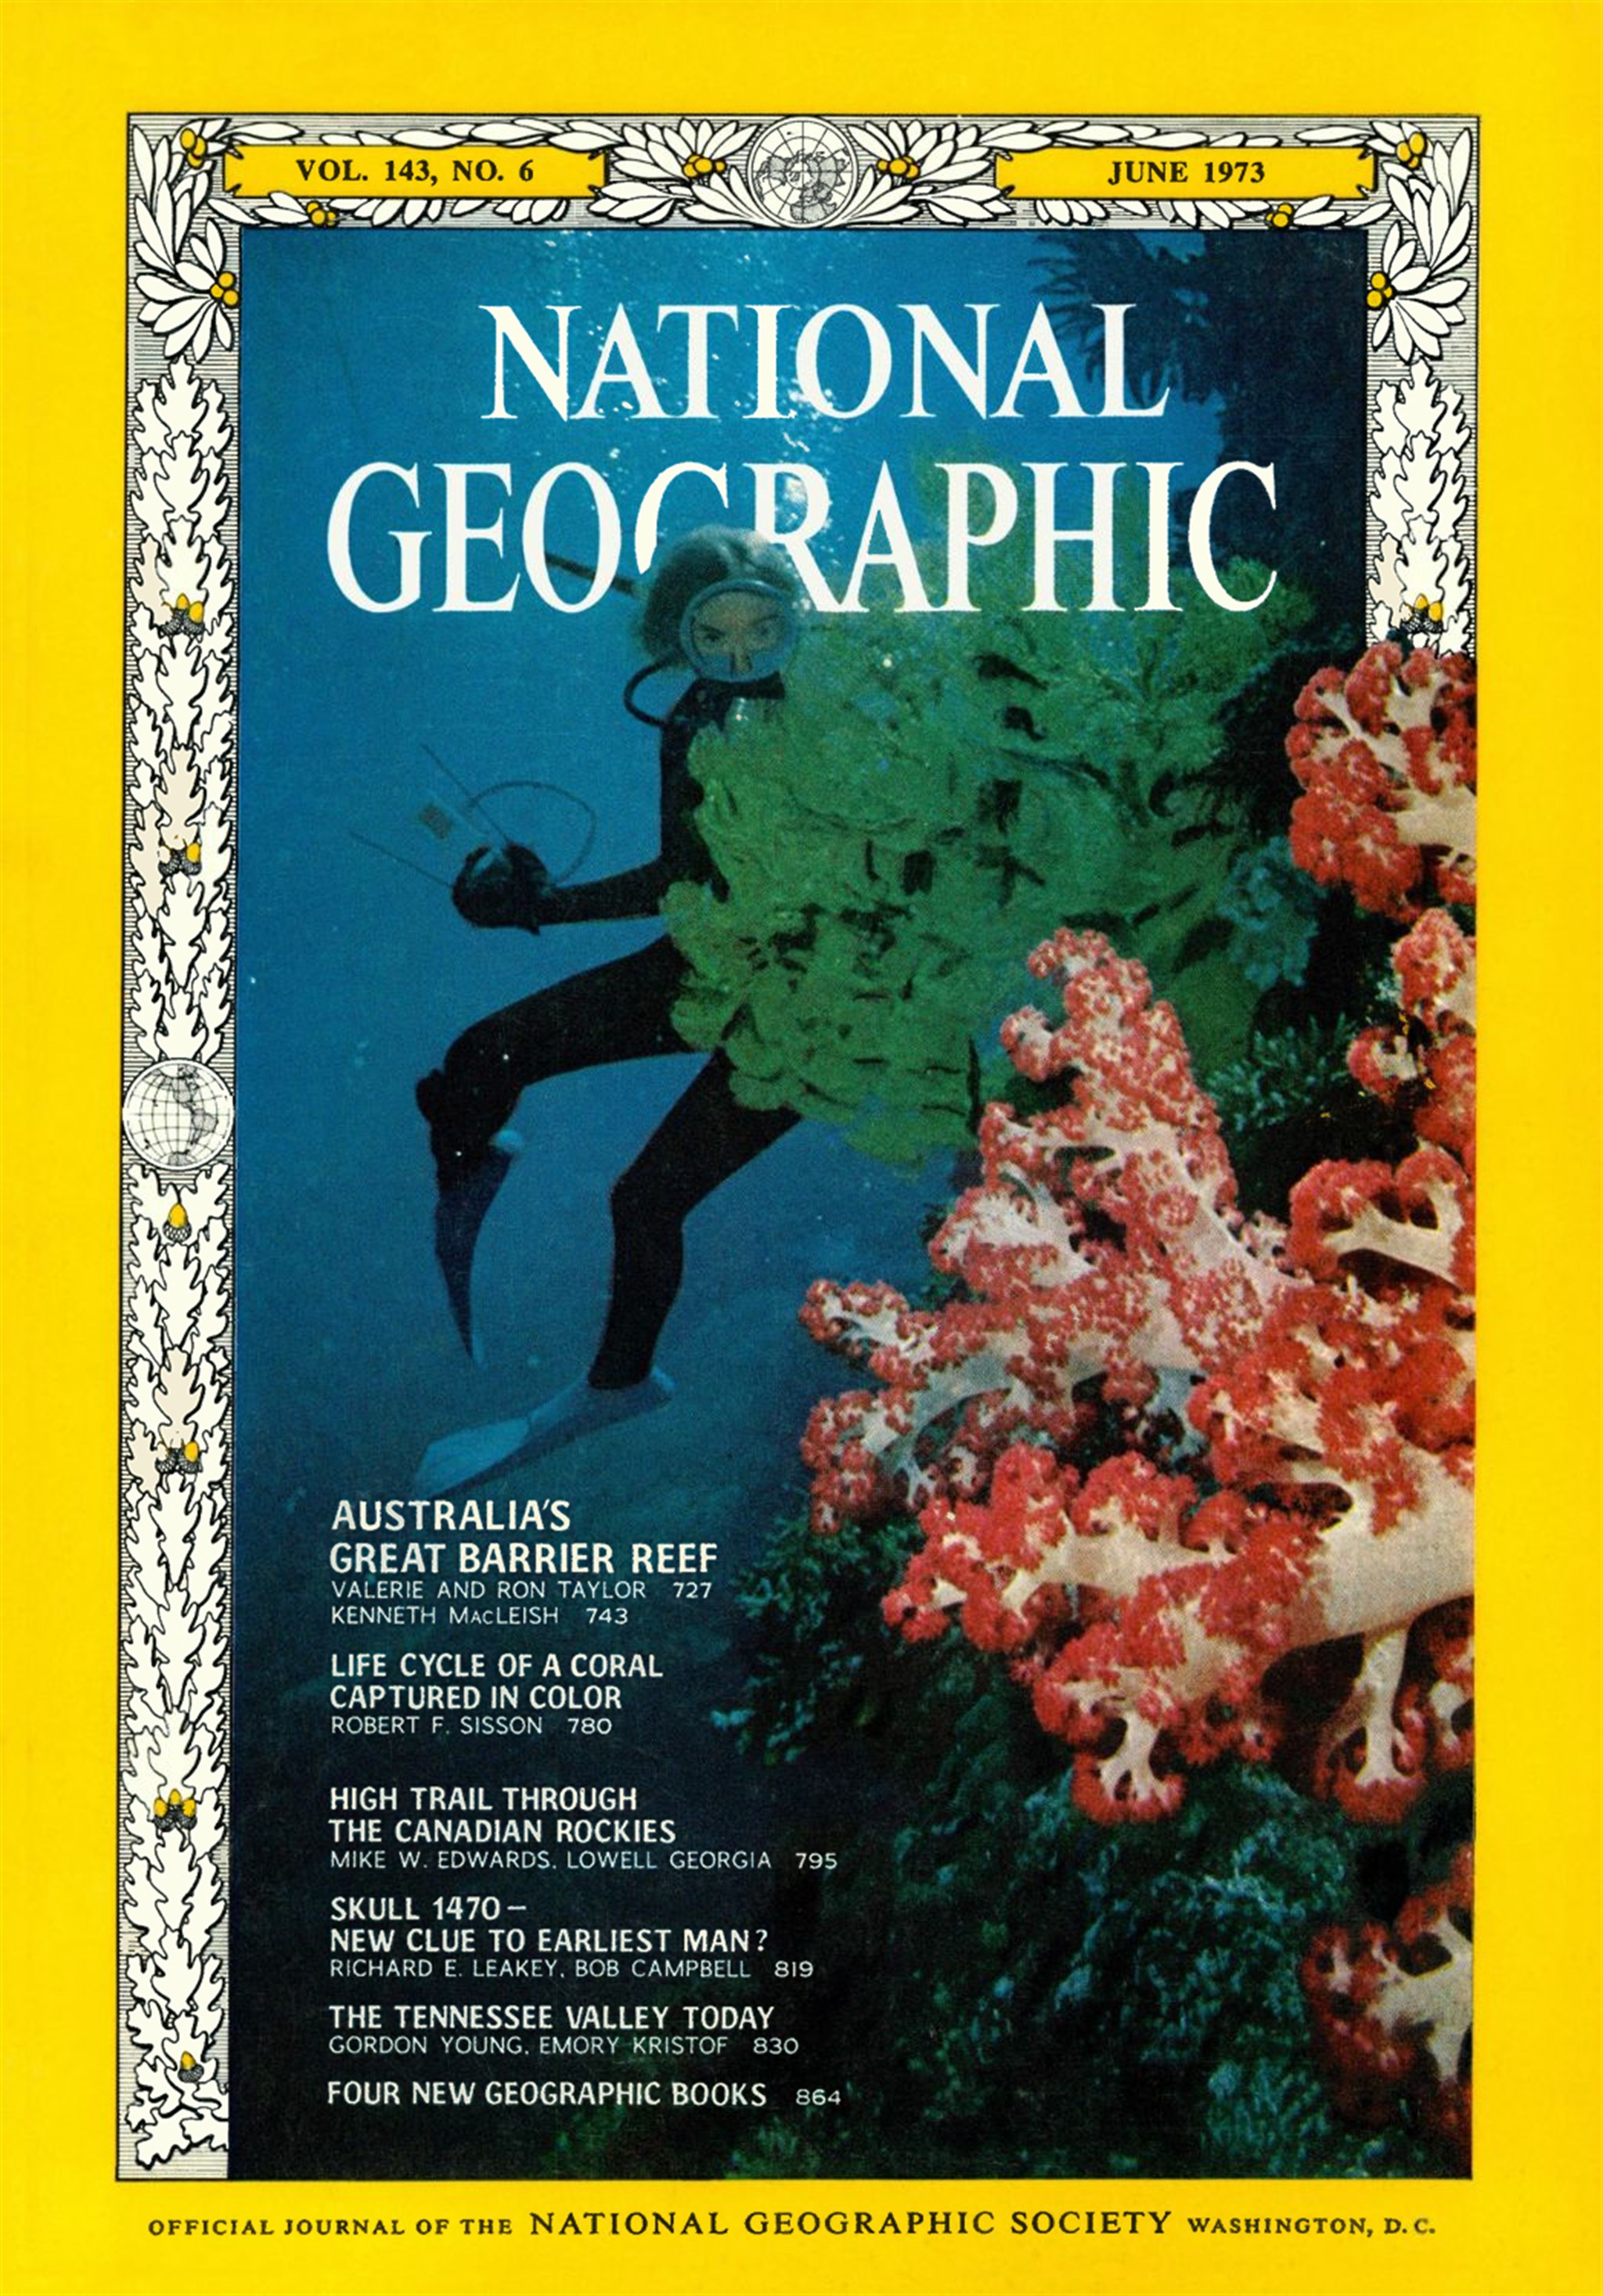 VOL. 143, NO. 6
JUNE 1973
NATIONAL
GEOGRAPHIC
AUSTRALIA'S
GREAT BARRIER REEF
VALERIE AND RON TAYLOR 727
KENNETH MacLEISH 743
LIFE CYCLE OF A CORAL
CAPTURED IN COLOR
ROBERT F. SISSON 780
HIGH TRAIL THROUGH
THE CANADIAN ROCKIES
MIKE W. EDWARDS, LOWELL GEORGIA 795
SKULL 1470–
NEW CLUE TO EARLIEST MAN?
RICHARD E. LEAKEY, BOB CAMPBELL 819
THE TENNESSEE VALLEY TODAY
GORDON YOUNG, EMORY KRISTOF 830
FOUR NEW GEOGRAPHIC BOOKS 864
OFFICIAL JOURNAL OF THE NATIONAL GEOGRAPHIC SOCIETY WASHINGTON, D.C.